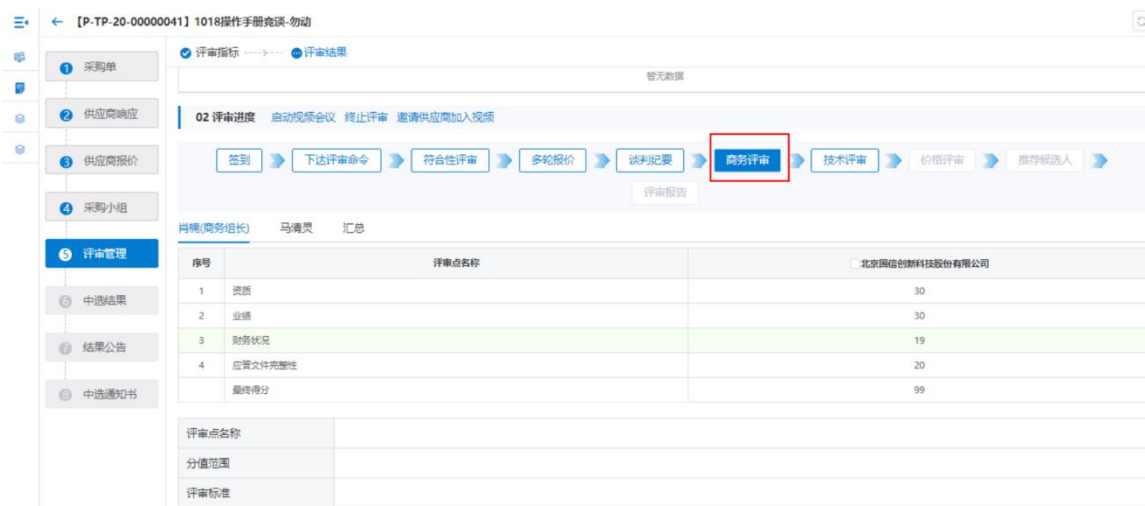 【P-TP-20-00000041】1018操作手册竞谈-勿动
评审指标 评审结果
1 采购单
2 供应商响应
3 供应商报价
4 采购小组
5 评审管理
6 中选结果
7 结果公告
8 中选通知书
暂无数据
02 评审进度 启动视频会议 终止评审 邀请供应商加入视频
签到 下达评审命令 符合性评审 多轮报价 谈判纪要 商务评审 技术评审 价格评审 推荐候选人
评审报告
肖楠(商务组长) 马清灵 汇总
序号 评审点名称 北京国信创新科技股份有限公司
1 资质 30
2 业绩 30
3 财务状况 19
4 应答文件完整性 20
最终得分 99
评审点名称
分值范围
评审标准